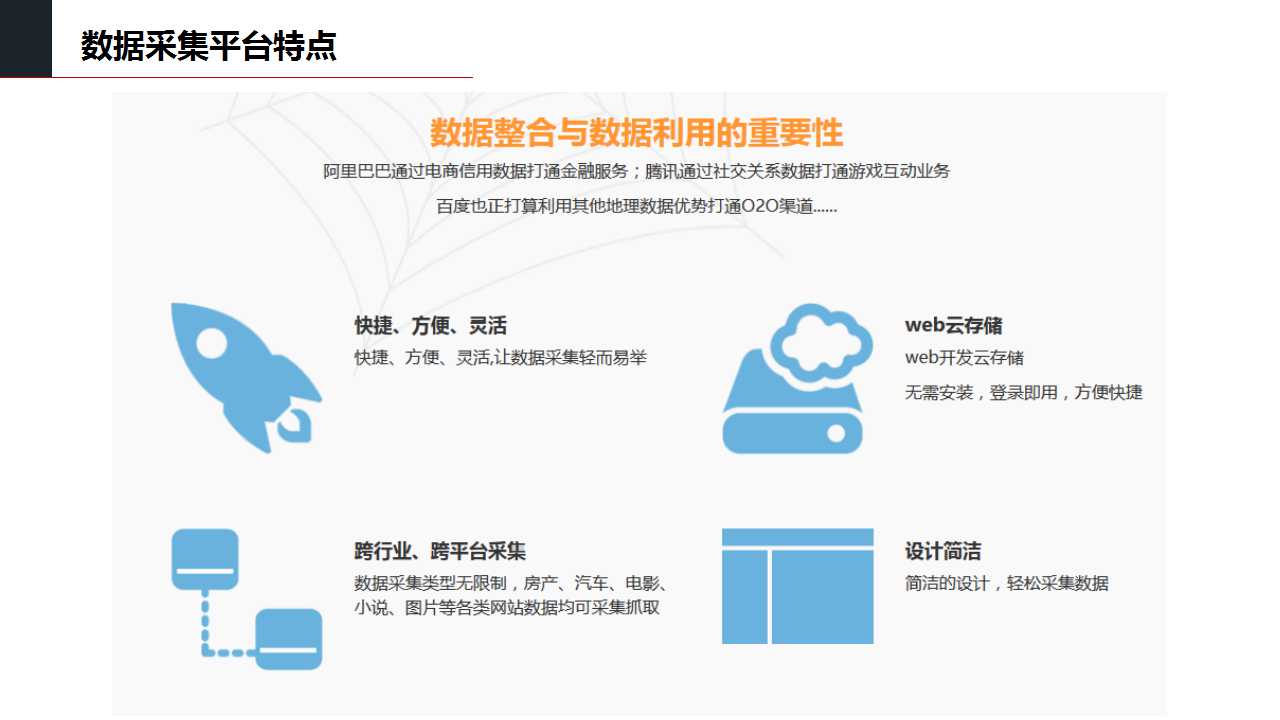 数据采集平台特点
数据整合与数据利用的重要性
阿里巴巴通过电商信用数据打通金融服务；腾讯通过社交关系数据打通游戏互动业务
百度也正打算利用其他地理数据优势打通O2O渠道......
快捷、方便、灵活
快捷、方便、灵活,让数据采集轻而易举
web云存储
web开发云存储
无需安装，登录即用，方便快捷
跨行业、跨平台采集
数据采集类型无限制，房产、汽车、电影、
小说、图片等各类网站数据均可采集抓取
设计简洁
简洁的设计，轻松采集数据